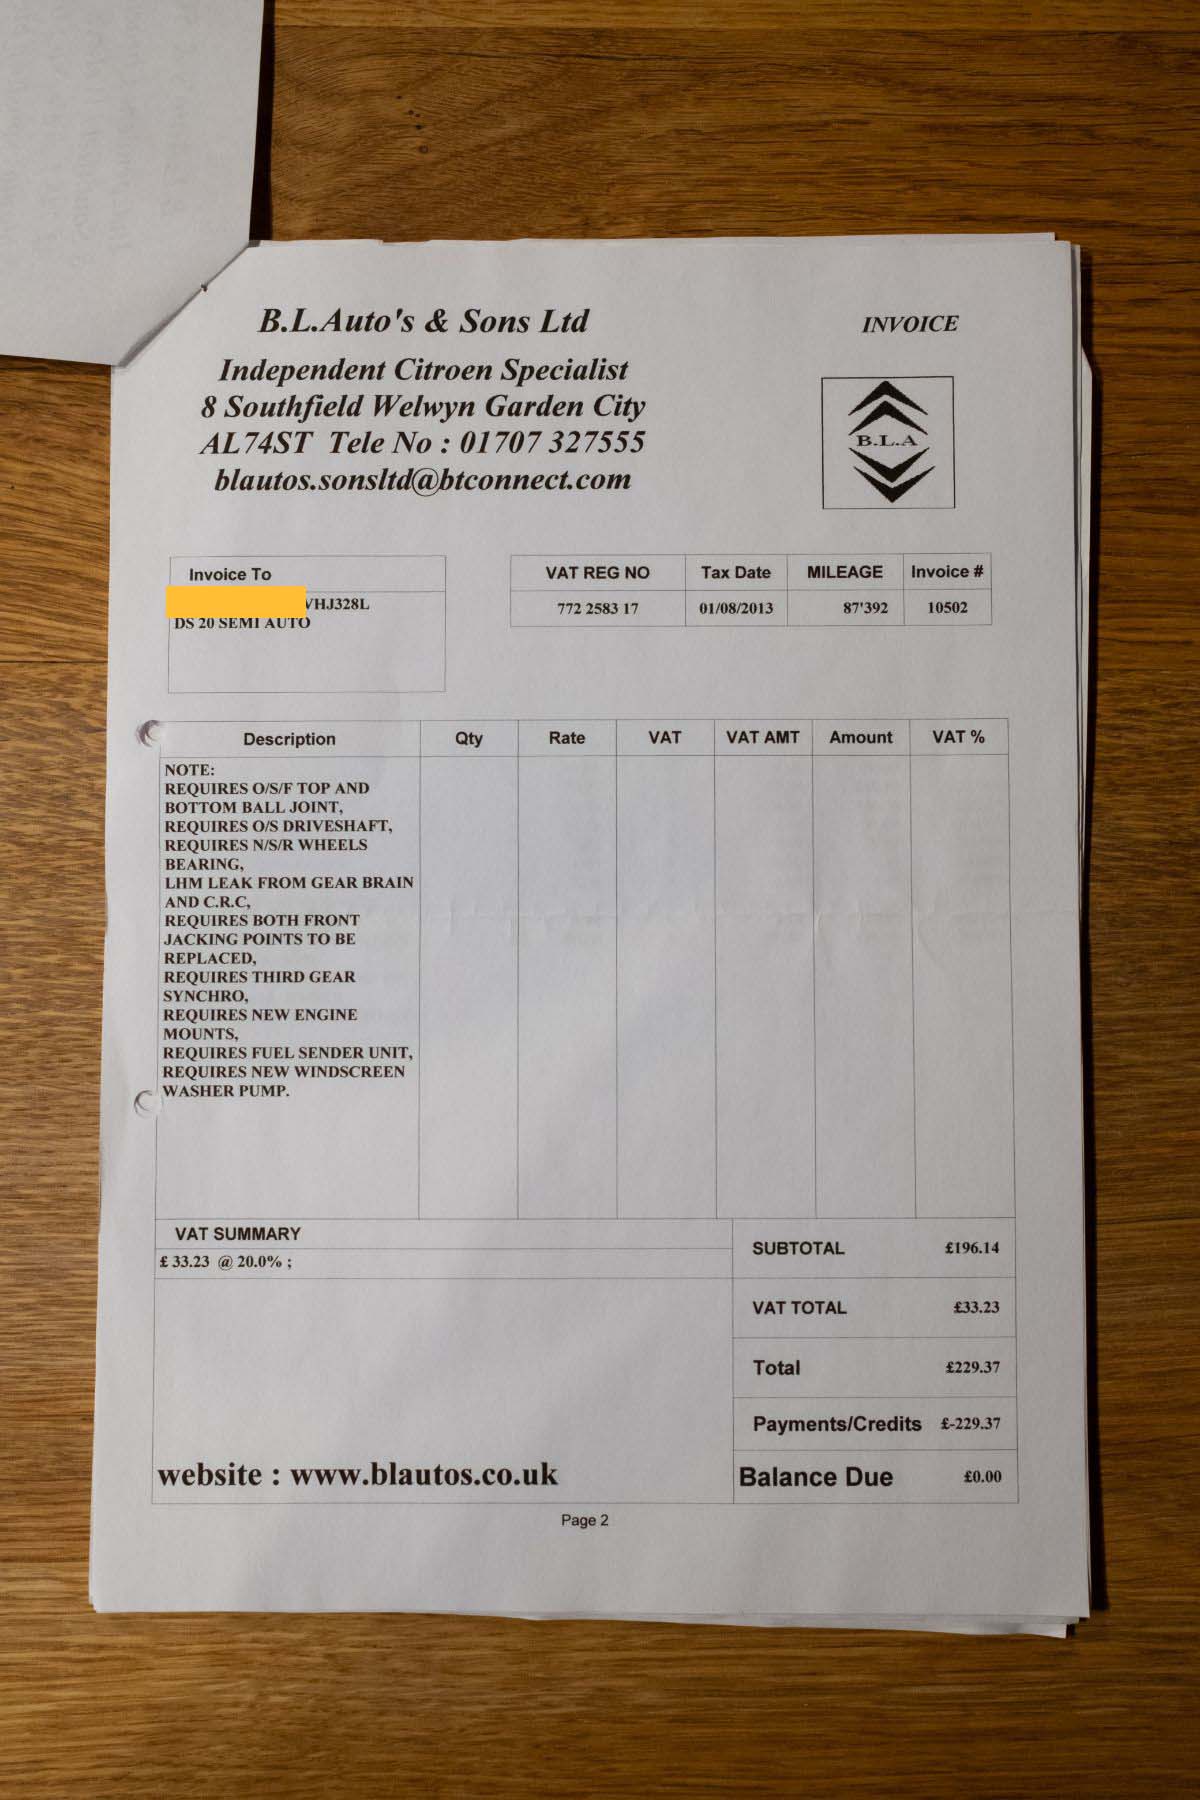 B.L.Auto's & Sons Ltd
INVOICE
Independent Citroen Specialist
8 Southfield Welwyn Garden City
AL74ST Tele No : 01707 327555
blautos.sonsltd@btconnect.com
B.L.A
Invoice To
VHJ328L
DS 20 SEMI AUTO
VAT REG NO Tax Date MILEAGE Invoice #
772 2583 17 01/08/2013 87'392 10502
Description Qty Rate VAT VAT AMT Amount VAT %
NOTE:
REQUIRES O/S/F TOP AND
BOTTOM BALL JOINT,
REQUIRES O/S DRIVESHAFT,
REQUIRES N/S/R WHEELS
BEARING,
LHM LEAK FROM GEAR BRAIN
AND C.R.C,
REQUIRES BOTH FRONT
JACKING POINTS TO BE
REPLACED,
REQUIRES THIRD GEAR
SYNCHRO,
REQUIRES NEW ENGINE
MOUNTS,
REQUIRES FUEL SENDER UNIT,
REQUIRES NEW WINDSCREEN
WASHER PUMP.
VAT SUMMARY
£ 33.23 @ 20.0% ;
SUBTOTAL £196.14
VAT TOTAL £33.23
Total £229.37
Payments/Credits £-229.37
Balance Due £0.00
website : www.blautos.co.uk
Page 2